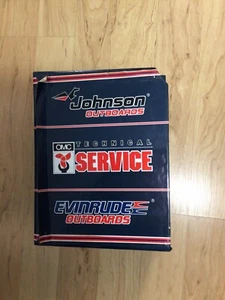 Johnson
OUTBOARDS
OMC
TECHNICAL
SERVICE
EVINRUDE
OUTBOARDS